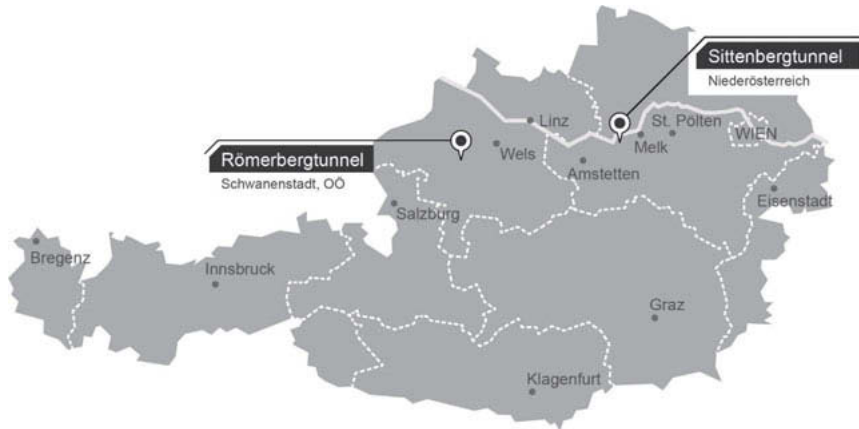 Sittenbergtunnel
Niederösterreich
Linz
St. Pölten
WIEN
Melk
Wels
Amstetten
Römerbergtunnel
Schwanenstadt, OÖ
Eisenstadt
Salzburg
Bregenz
Innsbruck
Graz
Klagenfurt